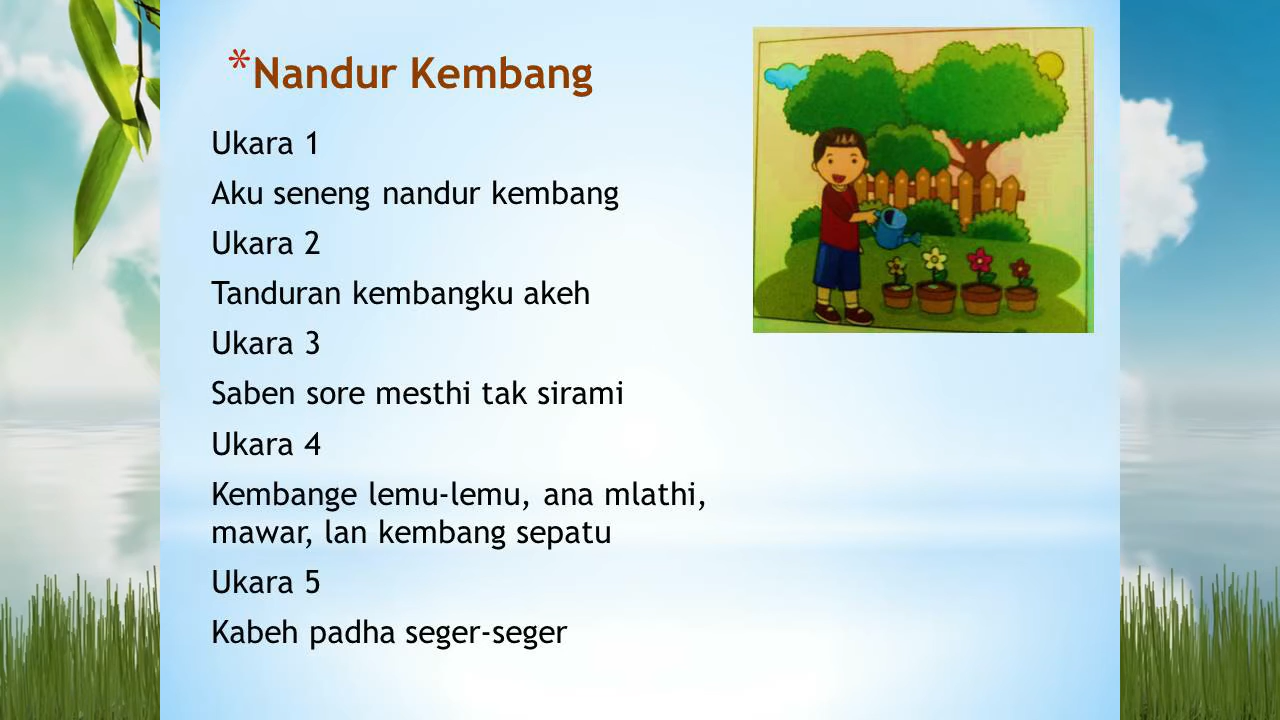 *Nandur Kembang
Ukara 1
Aku seneng nandur kembang
Ukara 2
Tanduran kembangku akeh
Ukara 3
Saben sore mesthi tak sirami
Ukara 4
Kembange lemu-lemu, ana mlathi,
mawar, lan kembang sepatu
Ukara 5
Kabeh padha seger-seger